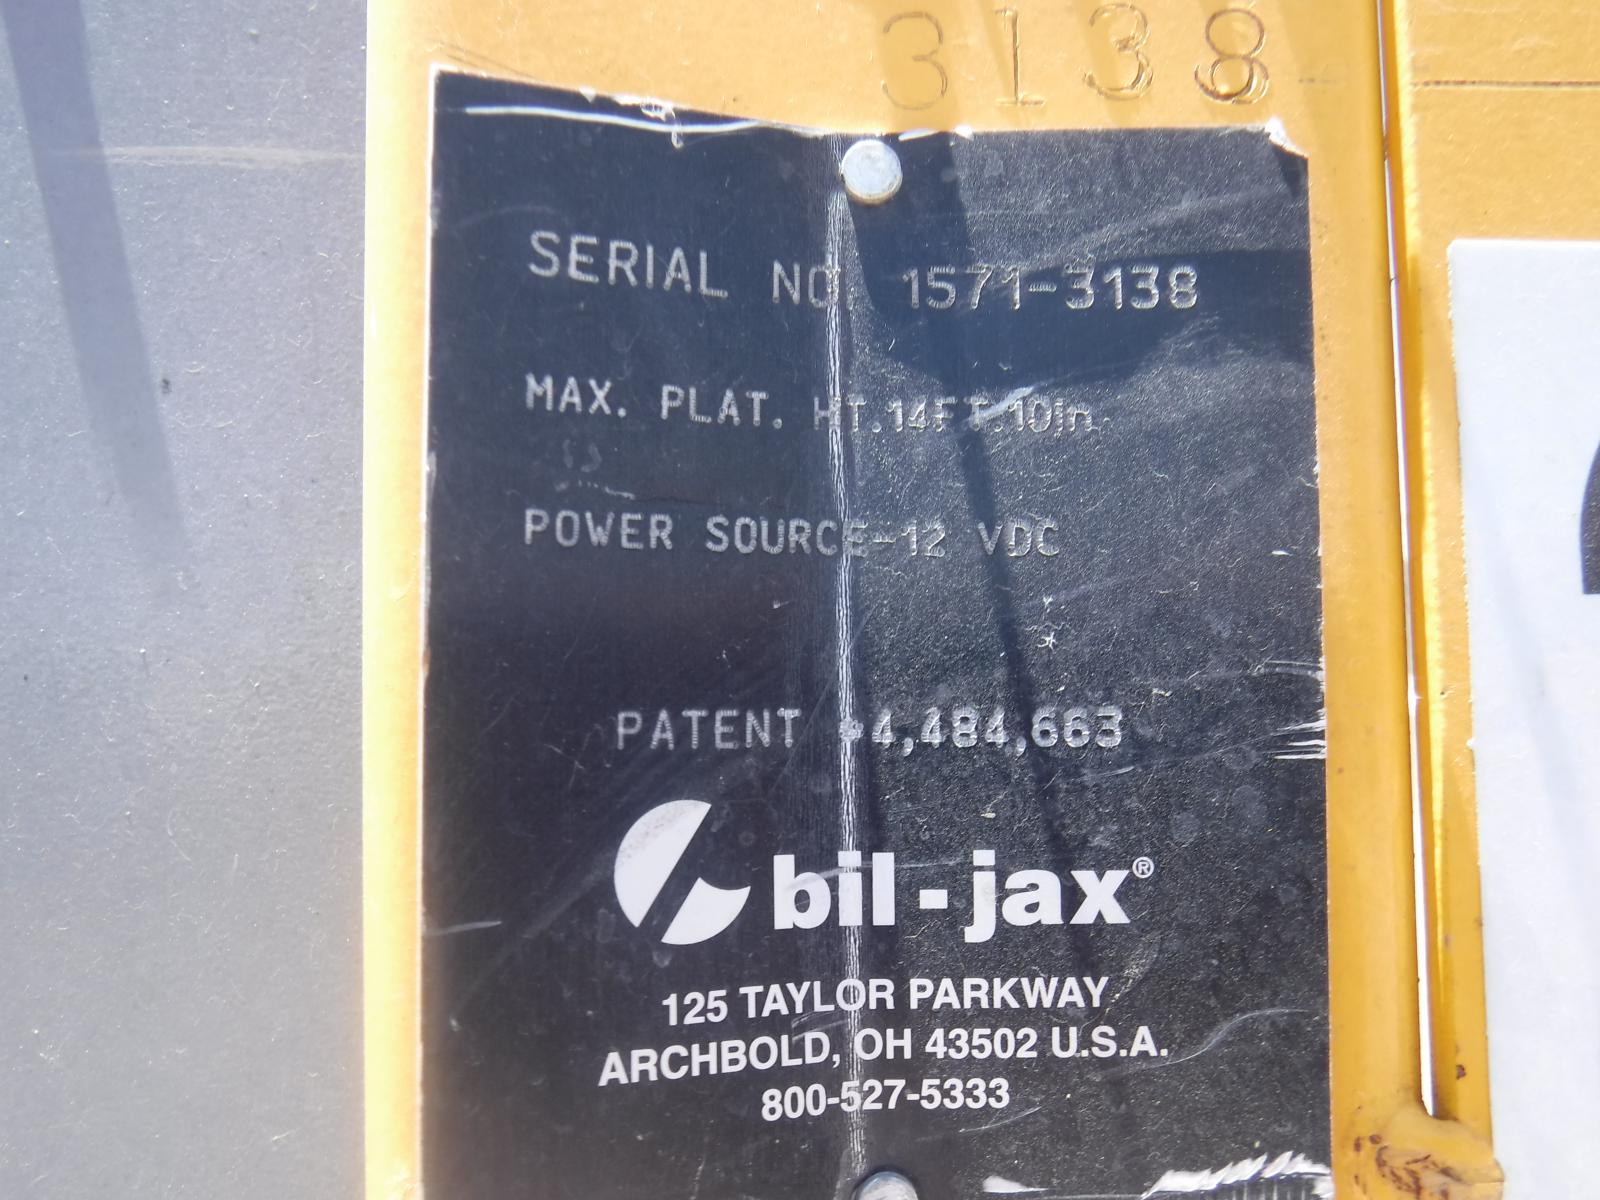 3138
SERIAL NO. 1571-3138
MAX. PLAT. HT.14FT.10in
POWER SOURCE-12 VDC
PATENT #4,484,663
bil-jax®
125 TAYLOR PARKWAY
ARCHBOLD, OH 43502 U.S.A.
800-527-5333